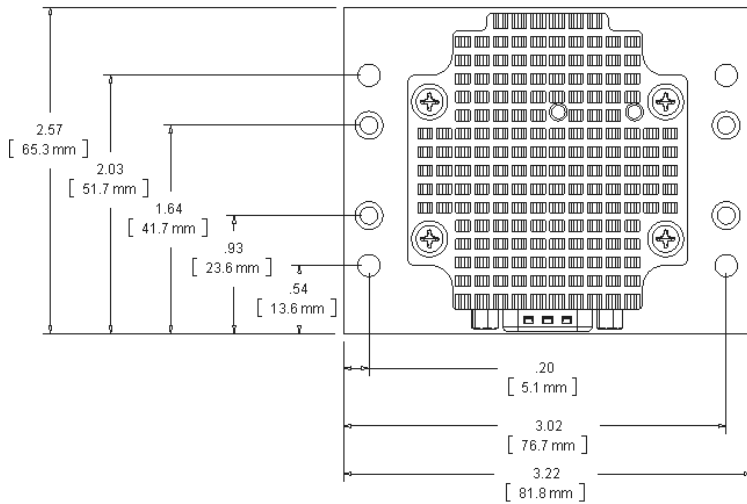 2.57
[ 65.3 mm ]
2.03
[ 51.7 mm ]
1.64
[ 41.7 mm ]
.93
[ 23.6 mm ]
.54
[ 13.6 mm ]
.20
[ 5.1 mm ]
3.02
[ 76.7 mm ]
3.22
[ 81.8 mm ]